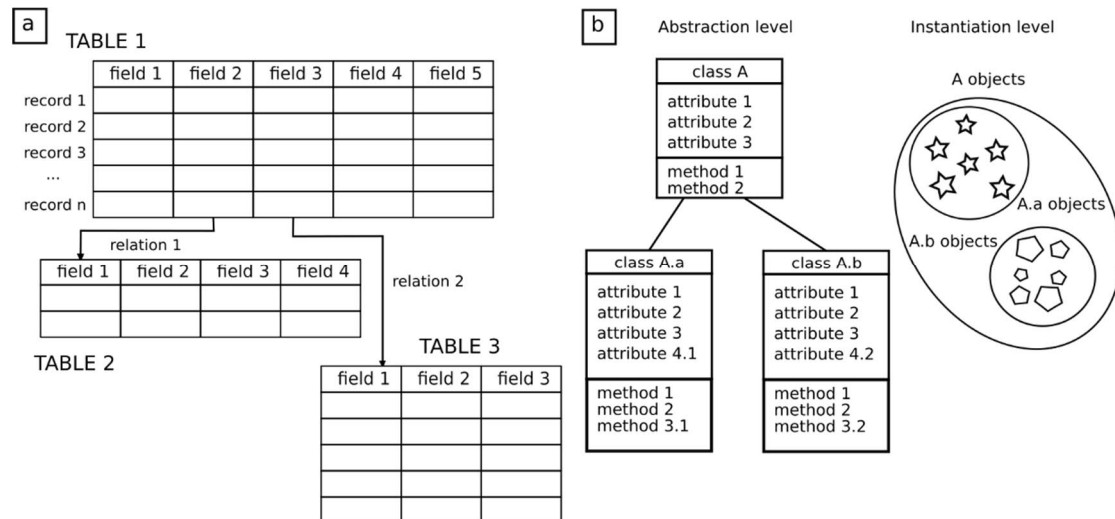 a
TABLE 1
field 1 field 2 field 3 field 4 field 5
record 1
record 2
record 3
...
record n
relation 1
field 1 field 2 field 3 field 4
TABLE 2
relation 2
TABLE 3
field 1 field 2 field 3
b
Abstraction level
class A
attribute 1
attribute 2
attribute 3
method 1
method 2
class A.a
attribute 1
attribute 2
attribute 3
attribute 4.1
method 1
method 2
method 3.1
class A.b
attribute 1
attribute 2
attribute 3
attribute 4.2
method 1
method 2
method 3.2
Instantiation level
A objects
A.a objects
A.b objects